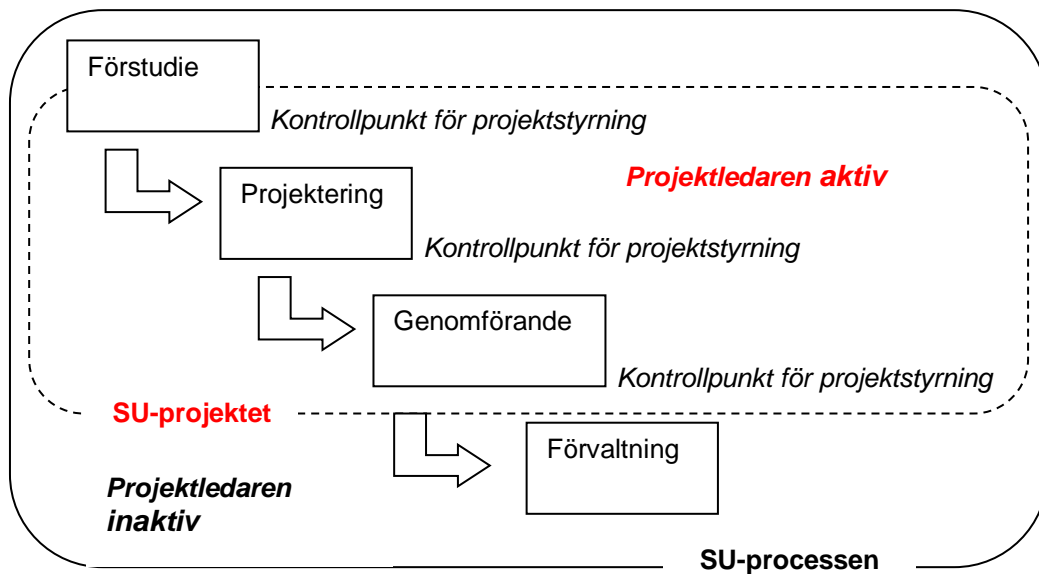 Förstudie
Kontrollpunkt för projektstyrning
Projektledaren aktiv
Projektering
Kontrollpunkt för projektstyrning
Genomförande
Kontrollpunkt för projektstyrning
SU-projektet
Förvaltning
Projektledaren
inaktiv
SU-processen